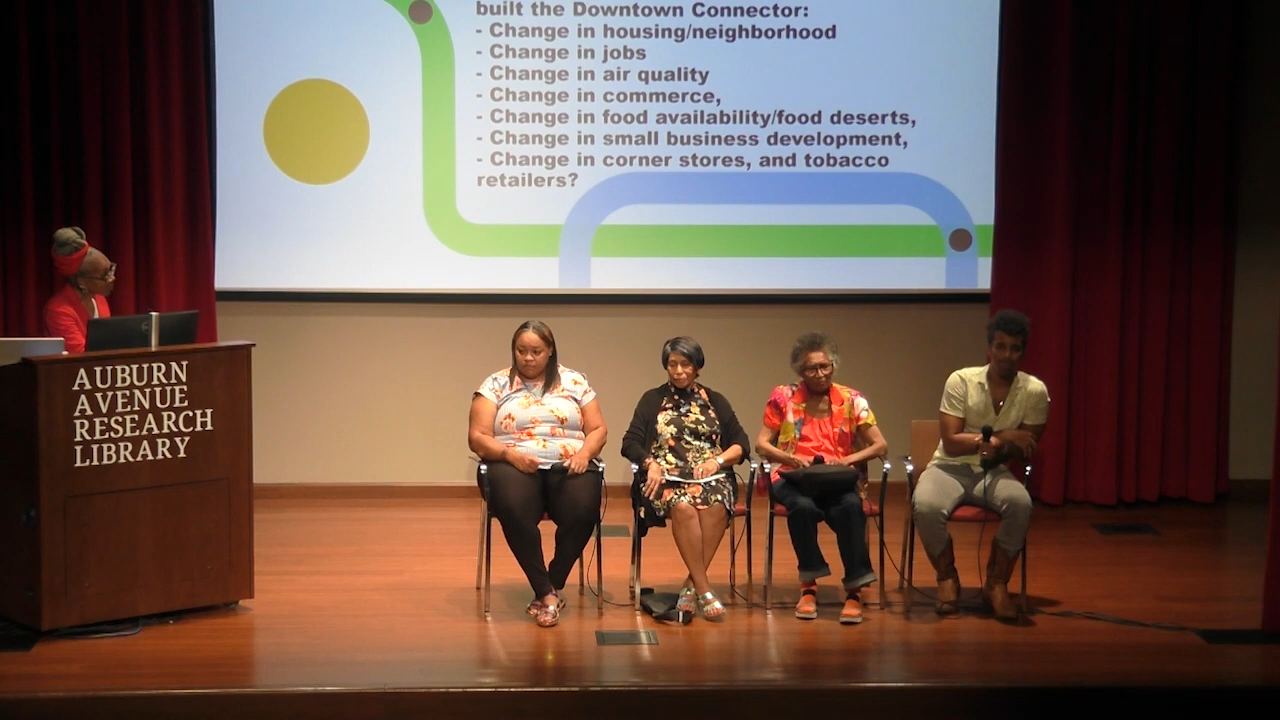 built the Downtown Connector:
- Change in housing/neighborhood
- Change in jobs
- Change in air quality
- Change in commerce,
- Change in food availability/food deserts,
- Change in small business development,
- Change in corner stores, and tobacco
retailers?
AUBURN
AVENUE
RESEARCH
LIBRARY